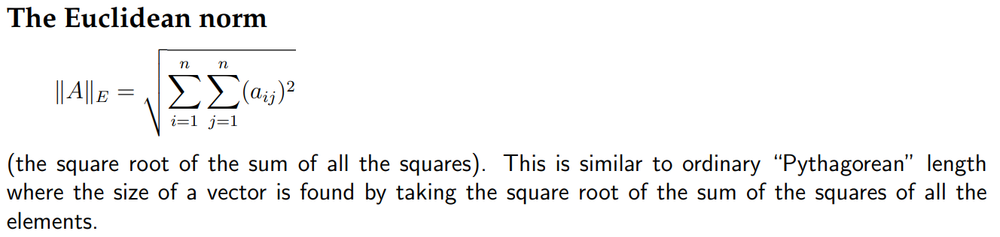 The Euclidean norm
$\|A\|_E = \sqrt{\sum_{i=1}^{n} \sum_{j=1}^{n} (a_{ij})^2}$
(the square root of the sum of all the squares). This is similar to ordinary “Pythagorean” length
where the size of a vector is found by taking the square root of the sum of the squares of all the
elements.